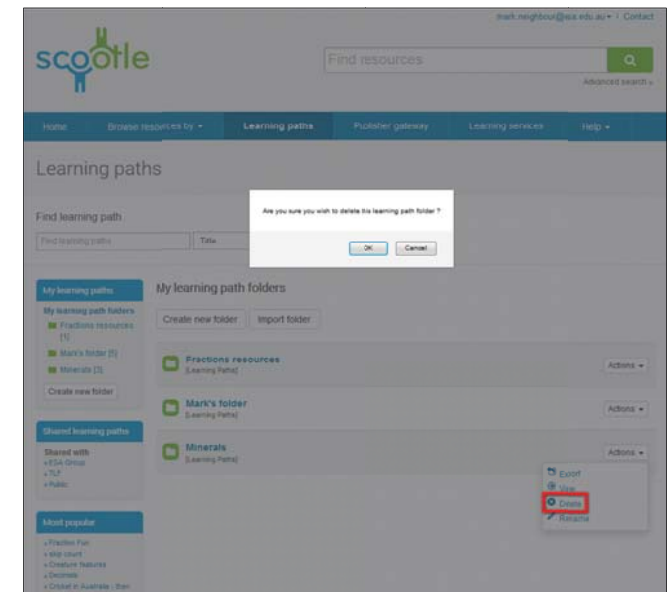 mark.neighbour@esa.edu.au ▾ | Contact
scootle
Find resources
Advanced search »
Home
Browse resources by ▾
Learning paths
Publisher gateway
Learning services
Help ▾
Learning paths
Are you sure you wish to delete this learning path folder ?
OK
Cancel
Find learning path
Find learning paths
Title
My learning paths
My learning path folders
Fractions resources
[1]
Mark's folder [5]
Minerals [3]
Create new folder
My learning path folders
Create new folder
Import folder
Fractions resources
[Learning Paths]
Actions ▾
Mark's folder
[Learning Paths]
Actions ▾
Minerals
[Learning Paths]
Actions ▾
Export
View
Delete
Rename
Shared learning paths
Shared with
» ESA Group
» TLF
» Public
Most popular
» Fraction Fun
» skip count
» Creature features
» Decimals
» Cricket in Australia - then